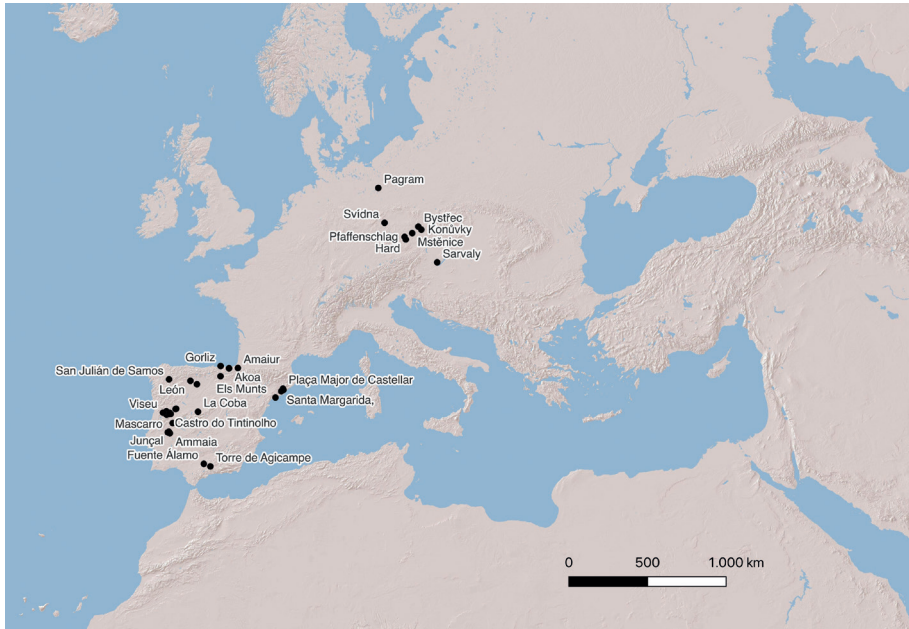 Pagram
Svídna
Bystřec
Konůvky
Pfaffenschlag
Mstěnice
Hard
Sarvaly
Gorliz
Amaiur
San Julián de Samos
Akoa
Plaça Major de Castellar
León
Els Munts
Viseu
La Coba
Santa Margarida,
Mascarro
Castro do Tintinolho
Junçal
Ammaia
Fuente Álamo
Torre de Agicampe
0 500 1.000 km